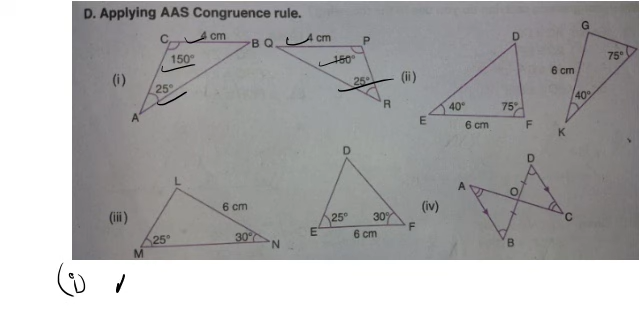 D. Applying AAS Congruence rule.
(i)
C 4 cm B
150°
25°
A
Q 4 cm P
150°
25°
R
(ii)
D
40° 75°
E 6 cm F
G
75°
6 cm
40°
K
(iii)
L
6 cm
25° 30°
M N
D
25° 30°
E 6 cm F
(iv)
D
A O
C
B
(i)